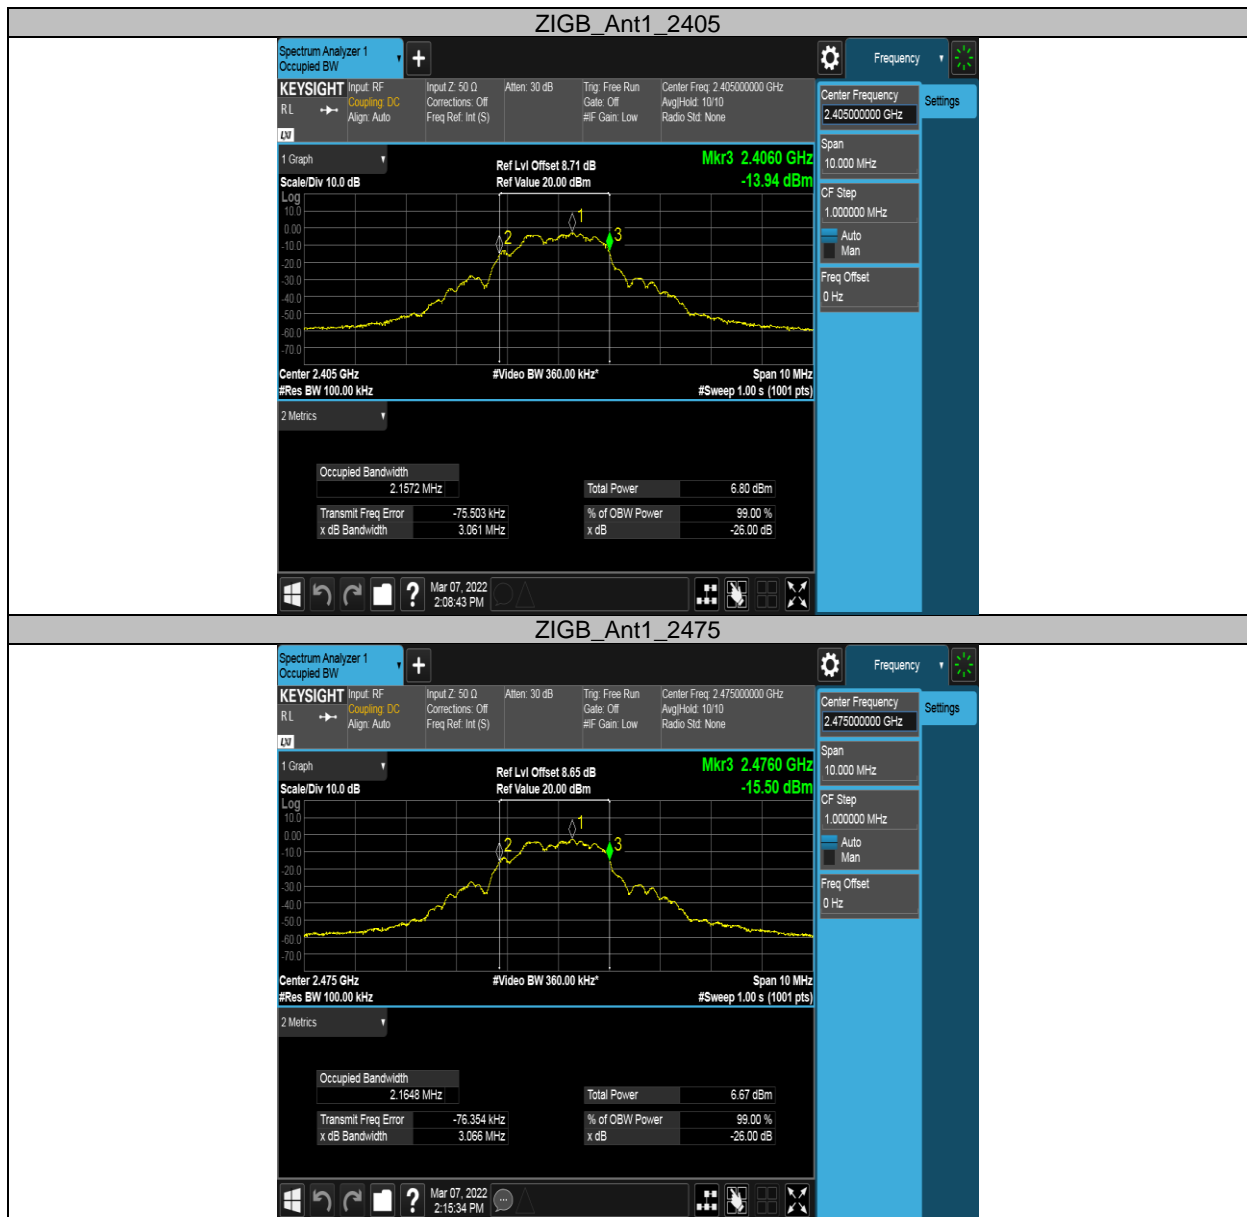 ZIGB_Ant1_2405
Spectrum Analyzer 1
Occupied BW
Frequency
KEYSIGHT Input: RF Input Z: 50 Ω Atten: 30 dB Trig: Free Run Center Freq: 2.405000000 GHz
RL Coupling: DC Corrections: Off Gate: Off Avg|Hold: 10/10
Align: Auto Freq Ref: Int (S) #IF Gain: Low Radio Std: None
LXI
Center Frequency
2.405000000 GHz
Settings
Span
10.000 MHz
CF Step
1.000000 MHz
Auto
Man
Freq Offset
0 Hz
1 Graph
Ref Lvl Offset 8.71 dB
Mkr3 2.4060 GHz
Scale/Div 10.0 dB
Ref Value 20.00 dBm
-13.94 dBm
Log
10.0
0.00
-10.0
-20.0
-30.0
-40.0
-50.0
-60.0
-70.0
1
2
3
Center 2.405 GHz #Video BW 360.00 kHz* Span 10 MHz
#Res BW 100.00 kHz #Sweep 1.00 s (1001 pts)
2 Metrics
Occupied Bandwidth
2.1572 MHz
Total Power 6.80 dBm
Transmit Freq Error -75.503 kHz % of OBW Power 99.00 %
x dB Bandwidth 3.061 MHz x dB -26.00 dB
?
Mar 07, 2022
2:08:43 PM
ZIGB_Ant1_2475
Spectrum Analyzer 1
Occupied BW
Frequency
KEYSIGHT Input: RF Input Z: 50 Ω Atten: 30 dB Trig: Free Run Center Freq: 2.475000000 GHz
RL Coupling: DC Corrections: Off Gate: Off Avg|Hold: 10/10
Align: Auto Freq Ref: Int (S) #IF Gain: Low Radio Std: None
LXI
Center Frequency
2.475000000 GHz
Settings
Span
10.000 MHz
CF Step
1.000000 MHz
Auto
Man
Freq Offset
0 Hz
1 Graph
Ref Lvl Offset 8.65 dB
Mkr3 2.4760 GHz
Scale/Div 10.0 dB
Ref Value 20.00 dBm
-15.50 dBm
Log
10.0
0.00
-10.0
-20.0
-30.0
-40.0
-50.0
-60.0
-70.0
1
2
3
Center 2.475 GHz #Video BW 360.00 kHz* Span 10 MHz
#Res BW 100.00 kHz #Sweep 1.00 s (1001 pts)
2 Metrics
Occupied Bandwidth
2.1648 MHz
Total Power 6.67 dBm
Transmit Freq Error -76.354 kHz % of OBW Power 99.00 %
x dB Bandwidth 3.066 MHz x dB -26.00 dB
?
Mar 07, 2022
2:15:34 PM